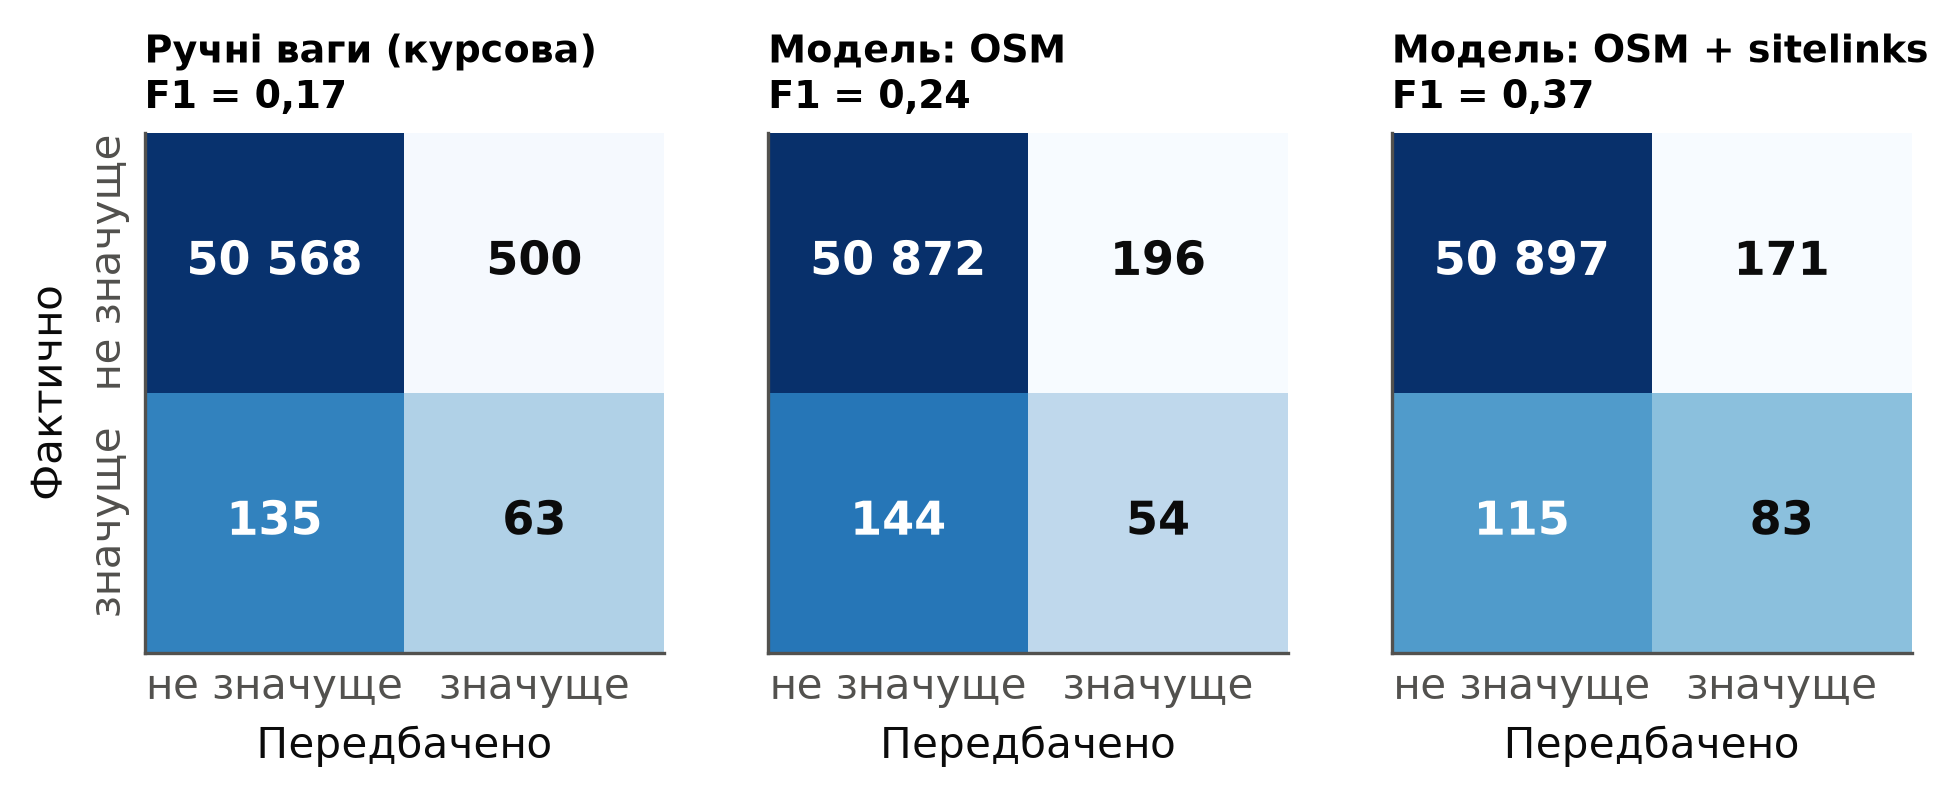 Ручні ваги (курсова)
F1 = 0,17
Модель: OSM
F1 = 0,24
Модель: OSM + sitelinks
F1 = 0,37
Фактично
не значуще
значуще
50 568
500
135
63
не значуще
значуще
Передбачено
50 872
196
144
54
не значуще
значуще
Передбачено
50 897
171
115
83
не значуще
значуще
Передбачено